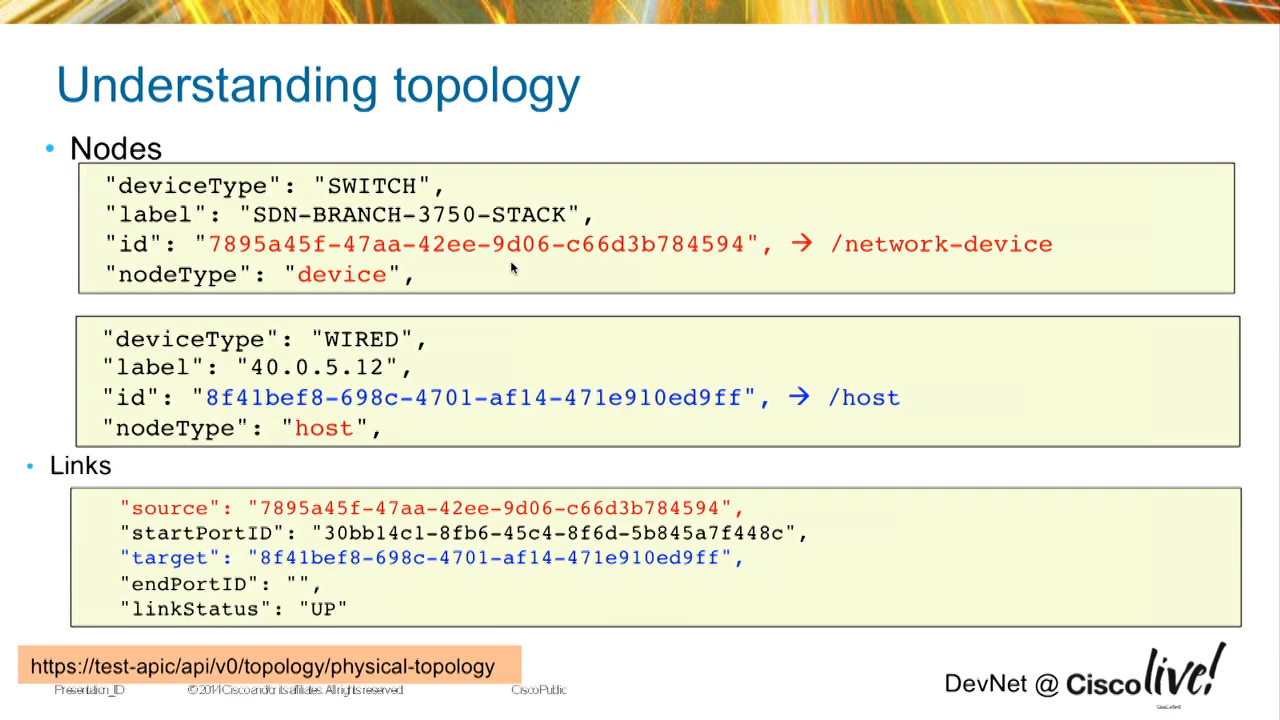 Understanding topology
• Nodes
"deviceType": "SWITCH",
"label": "SDN-BRANCH-3750-STACK",
"id": "7895a45f-47aa-42ee-9d06-c66d3b784594", → /network-device
"nodeType": "device",
"deviceType": "WIRED",
"label": "40.0.5.12",
"id": "8f41bef8-698c-4701-af14-471e910ed9ff", → /host
"nodeType": "host",
• Links
"source": "7895a45f-47aa-42ee-9d06-c66d3b784594",
"startPortID": "30bb14c1-8fb6-45c4-8f6d-5b845a7f448c",
"target": "8f41bef8-698c-4701-af14-471e910ed9ff",
"endPortID": "",
"linkStatus": "UP"
https://test-apic/api/v0/topology/physical-topology
Presentation_ID © 2014 Cisco and/or its affiliates. All rights reserved. Cisco Public
DevNet @ Cisco live!